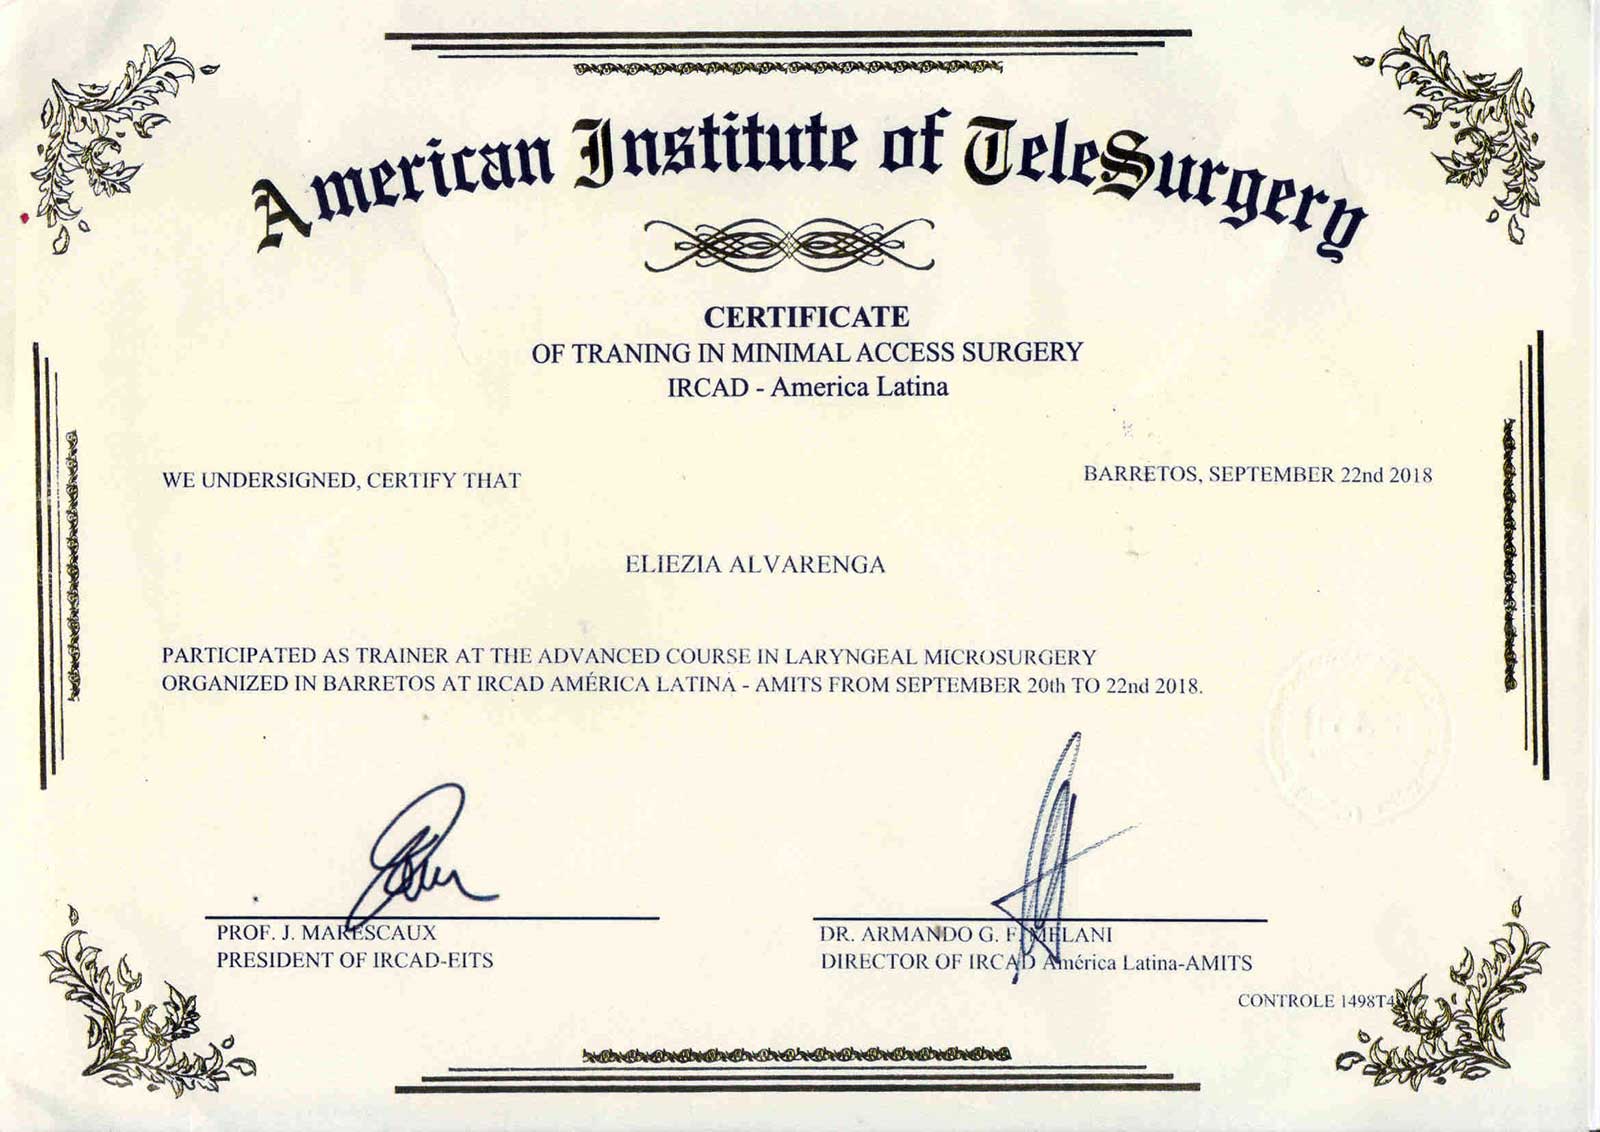 American Institute of TeleSurgery
CERTIFICATE
OF TRANING IN MINIMAL ACCESS SURGERY
IRCAD - America Latina
WE UNDERSIGNED, CERTIFY THAT
BARRETOS, SEPTEMBER 22nd 2018
ELIEZIA ALVARENGA
PARTICIPATED AS TRAINER AT THE ADVANCED COURSE IN LARYNGEAL MICROSURGERY
ORGANIZED IN BARRETOS AT IRCAD AMÉRICA LATINA - AMITS FROM SEPTEMBER 20th TO 22nd 2018.
PROF. J. MARESCAUX
PRESIDENT OF IRCAD-EITS
DR. ARMANDO G. F. MELANI
DIRECTOR OF IRCAD América Latina-AMITS
CONTROLE